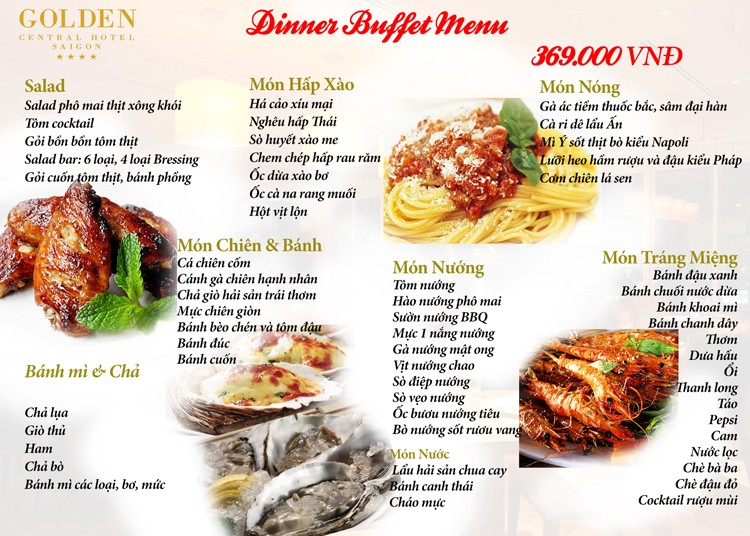 GOLDEN
CENTRAL HOTEL
SAIGON
Dinner Buffet Menu
369.000 VNĐ
Salad
Salad phô mai thịt xông khói
Tôm cocktail
Gỏi bồn bồn tôm thịt
Salad bar: 6 loại, 4 loại Bressing
Gỏi cuốn tôm thịt, bánh phồng
Món Hấp Xào
Há cảo xíu mại
Nghêu hấp Thái
Sò huyết xào me
Chem chép hấp rau răm
Ốc dừa xào bơ
Ốc cà na rang muối
Hột vịt lộn
Món Nóng
Gà ác tiềm thuốc bắc, sâm đại hàn
Cà ri dê lẩu Ấn
Mì Ý sốt thịt bò kiểu Napoli
Lưỡi heo hầm rượu và đậu kiểu Pháp
Cơm chiên lá sen
Món Chiên & Bánh
Cá chiên cốm
Cánh gà chiên hạnh nhân
Chả giò hải sản trái thơm
Mực chiên giòn
Bánh bèo chén và tôm đậu
Bánh đúc
Bánh cuốn
Bánh mì & Chả
Chả lụa
Giò thủ
Ham
Chả bò
Bánh mì các loại, bơ, mức
Món Nướng
Tôm nướng
Hào nướng phô mai
Sườn nướng BBQ
Mực 1 nắng nướng
Gà nướng mật ong
Vịt nướng chao
Sò điệp nướng
Sò vẹo nướng
Ốc bươu nướng tiêu
Bò nướng sốt rượu vang
Món Nước
Lẩu hải sản chua cay
Bánh canh thái
Cháo mực
Món Tráng Miệng
Bánh đậu xanh
Bánh chuối nước dừa
Bánh khoai mì
Bánh chanh dây
Thơm
Dưa hấu
Ổi
Thanh long
Táo
Pepsi
Cam
Nước lọc
Chè bà ba
Chè đậu đỏ
Cocktail rượu mùi